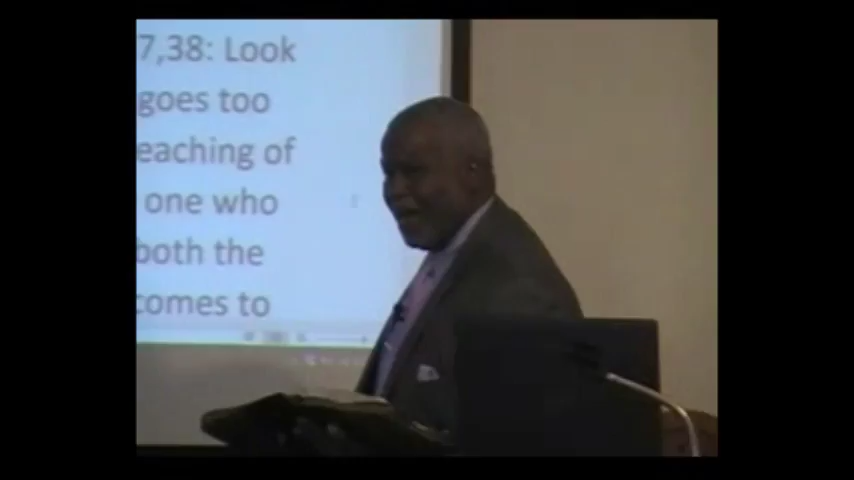 7,38: Look
goes too
eaching of
one who
both the
comes to